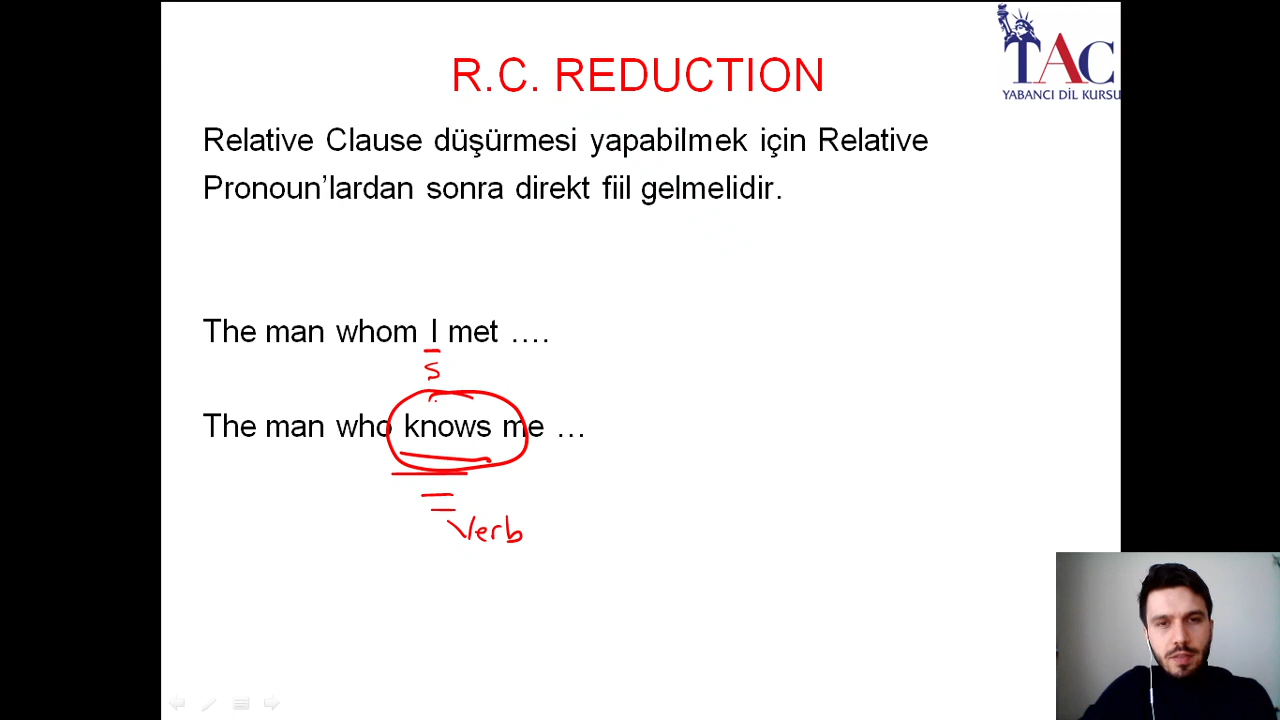 TAC
YABANCI DİL KURSU
R.C. REDUCTION
Relative Clause düşürmesi yapabilmek için Relative
Pronoun’lardan sonra direkt fiil gelmelidir.
The man whom I met ….
S
The man who knows me …
Verb